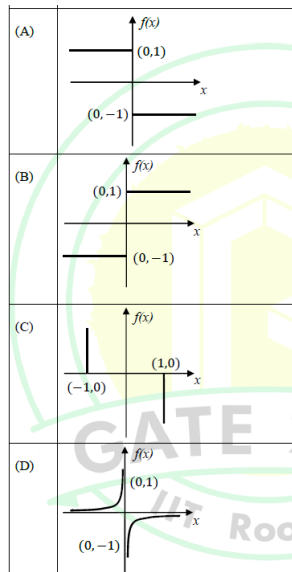 (A)
f(x)
(0,1)
(0,−1)
x
(B)
f(x)
(0,1)
(0,−1)
x
(C)
f(x)
(1,0)
(−1,0)
x
(D)
f(x)
(0,1)
(0,−1)
x
GATE
IIT Roo